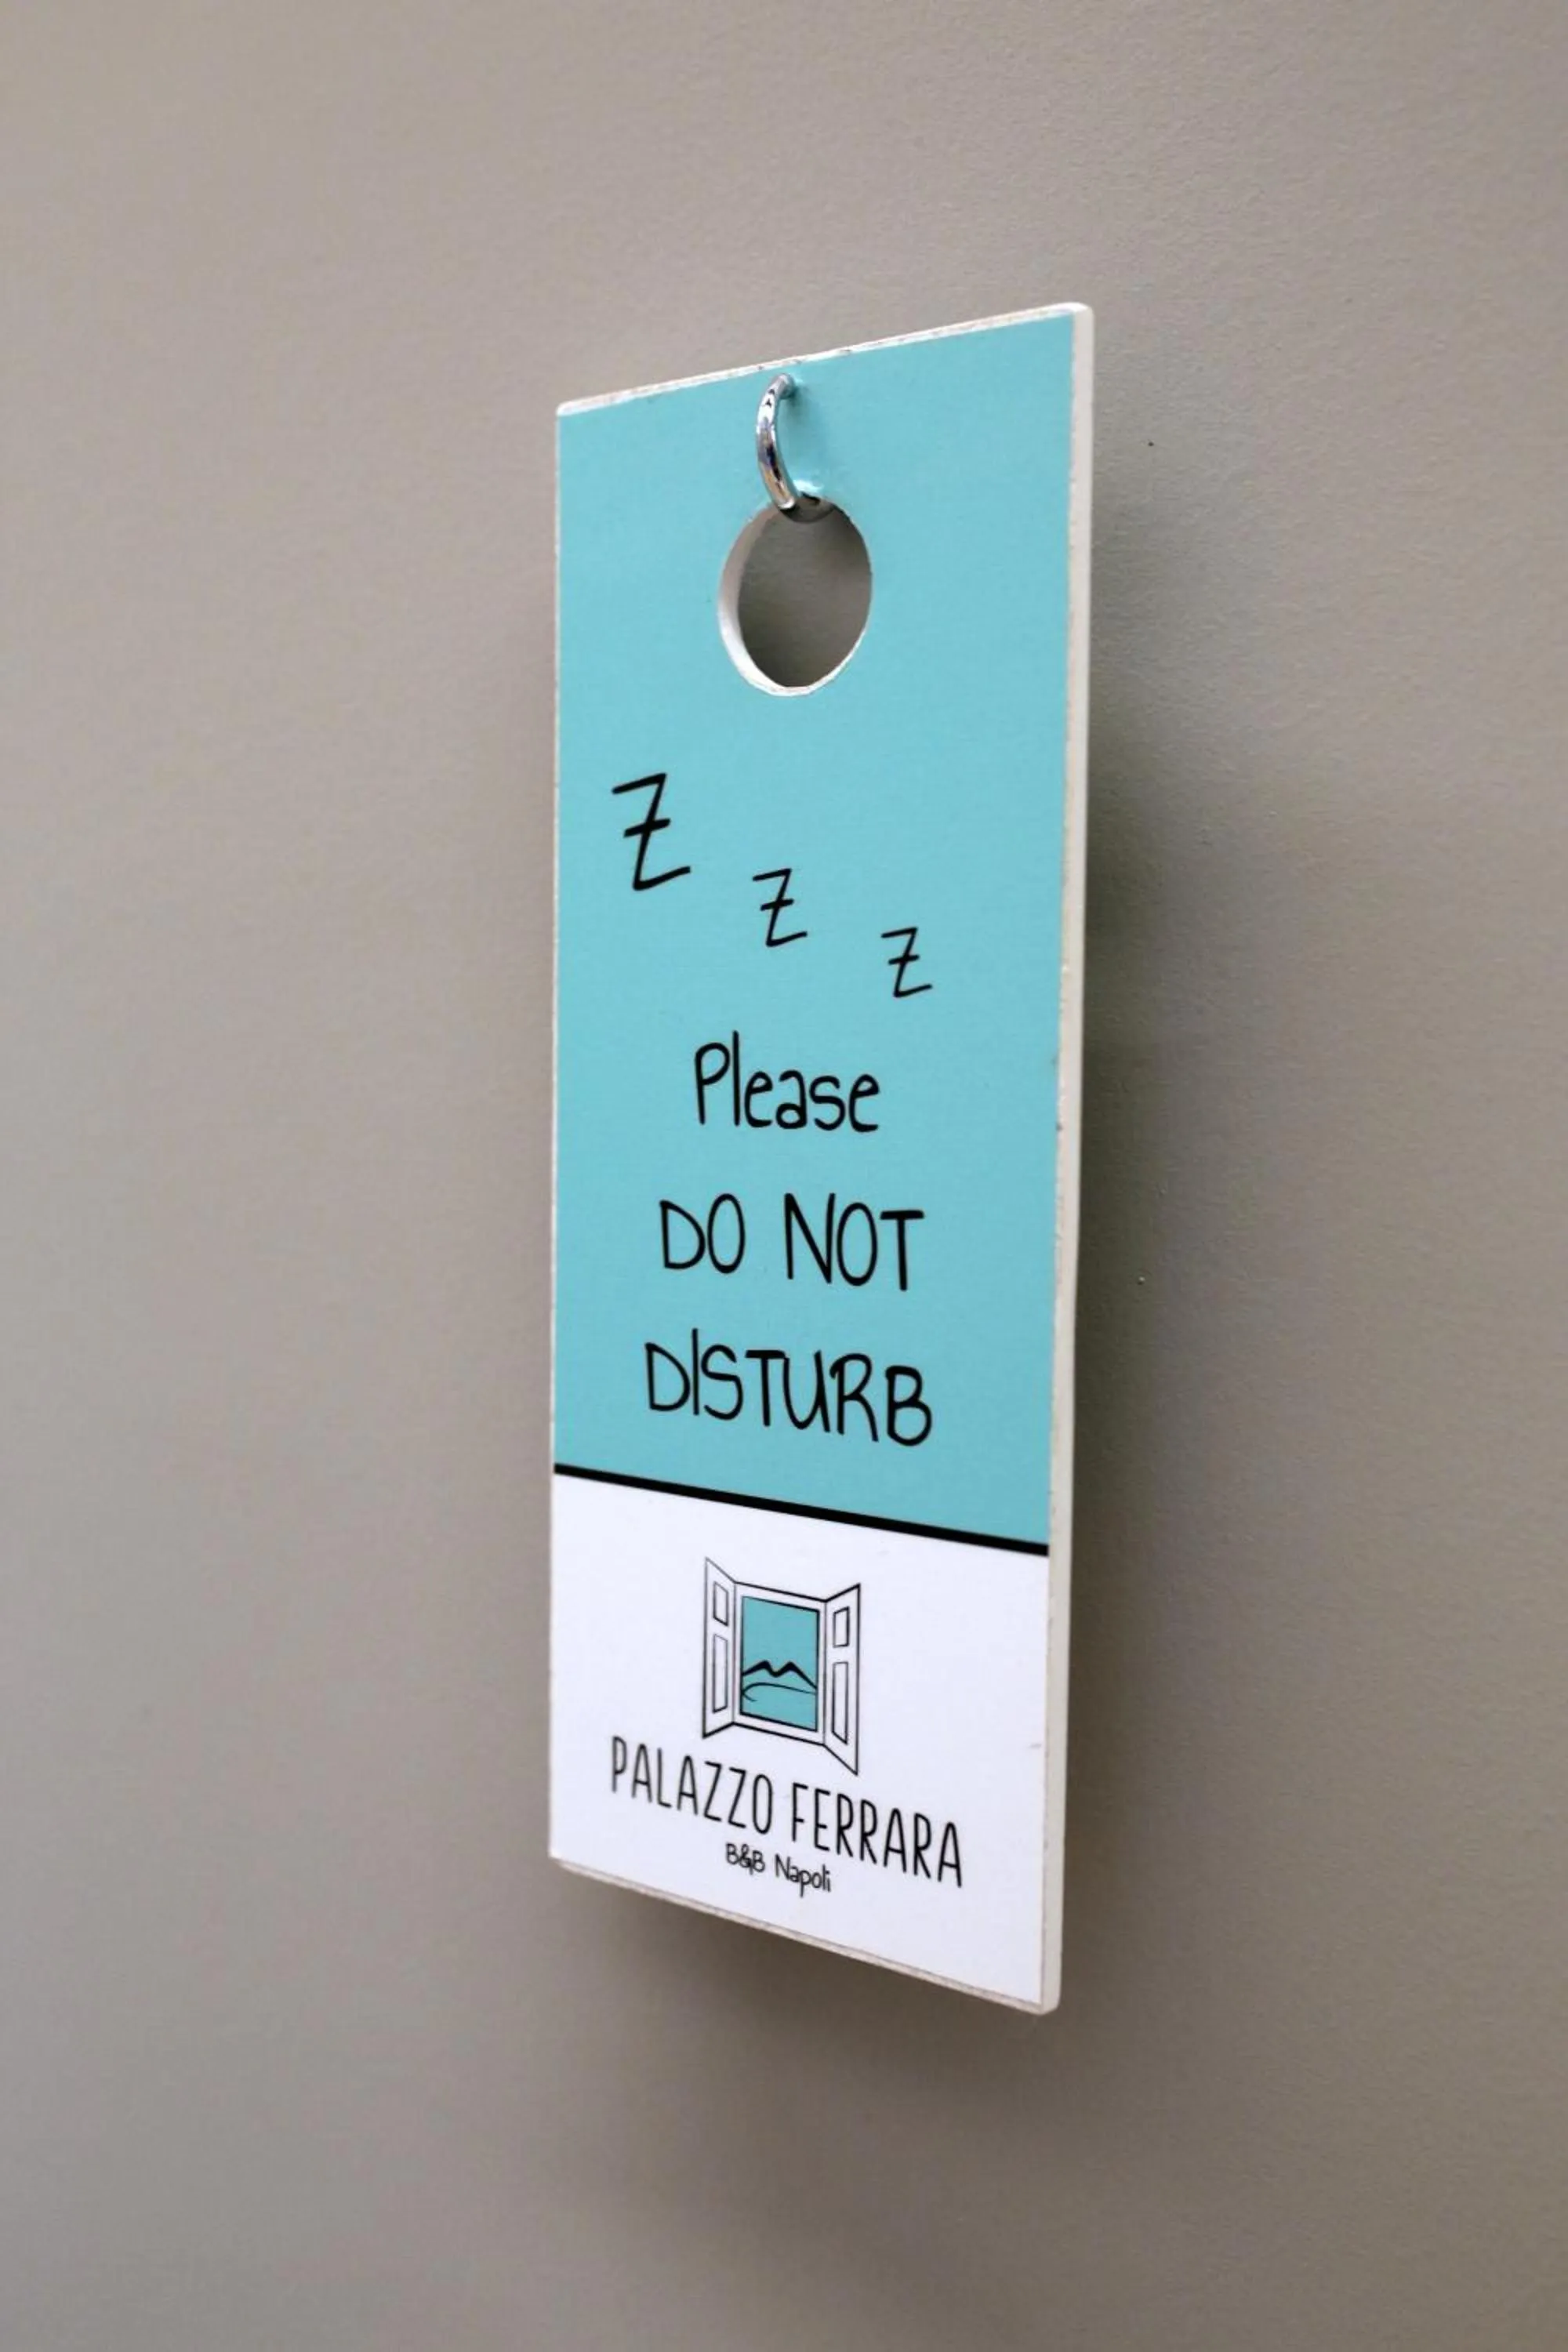 Z z z
Please
DO NOT
DISTURB
PALAZZO FERRARA
B&B Napoli